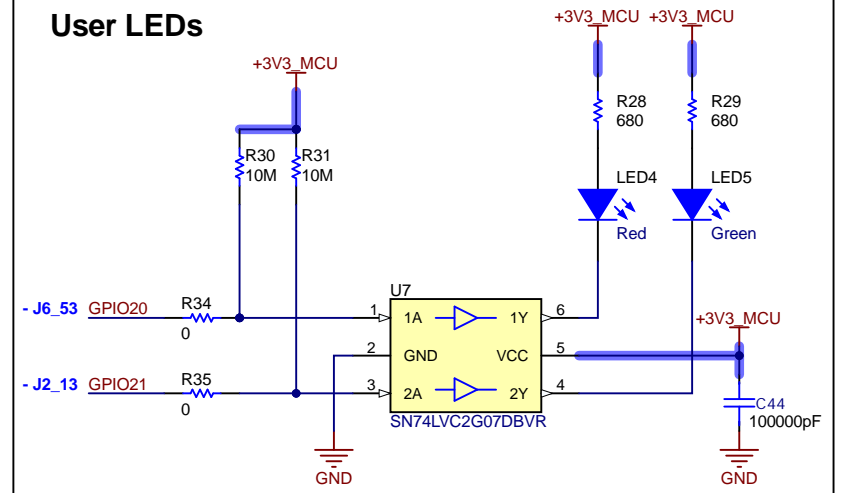 User LEDs
+3V3_MCU
+3V3_MCU
+3V3_MCU
R28
680
R29
680
R30
10M
R31
10M
LED4
Red
LED5
Green
- J6_53 GPIO20
R34
0
- J2_13 GPIO21
R35
0
U7
1 1A 1Y 6
2 GND VCC 5
3 2A 2Y 4
SN74LVC2G07DBVR
+3V3_MCU
C44
100000pF
GND
GND